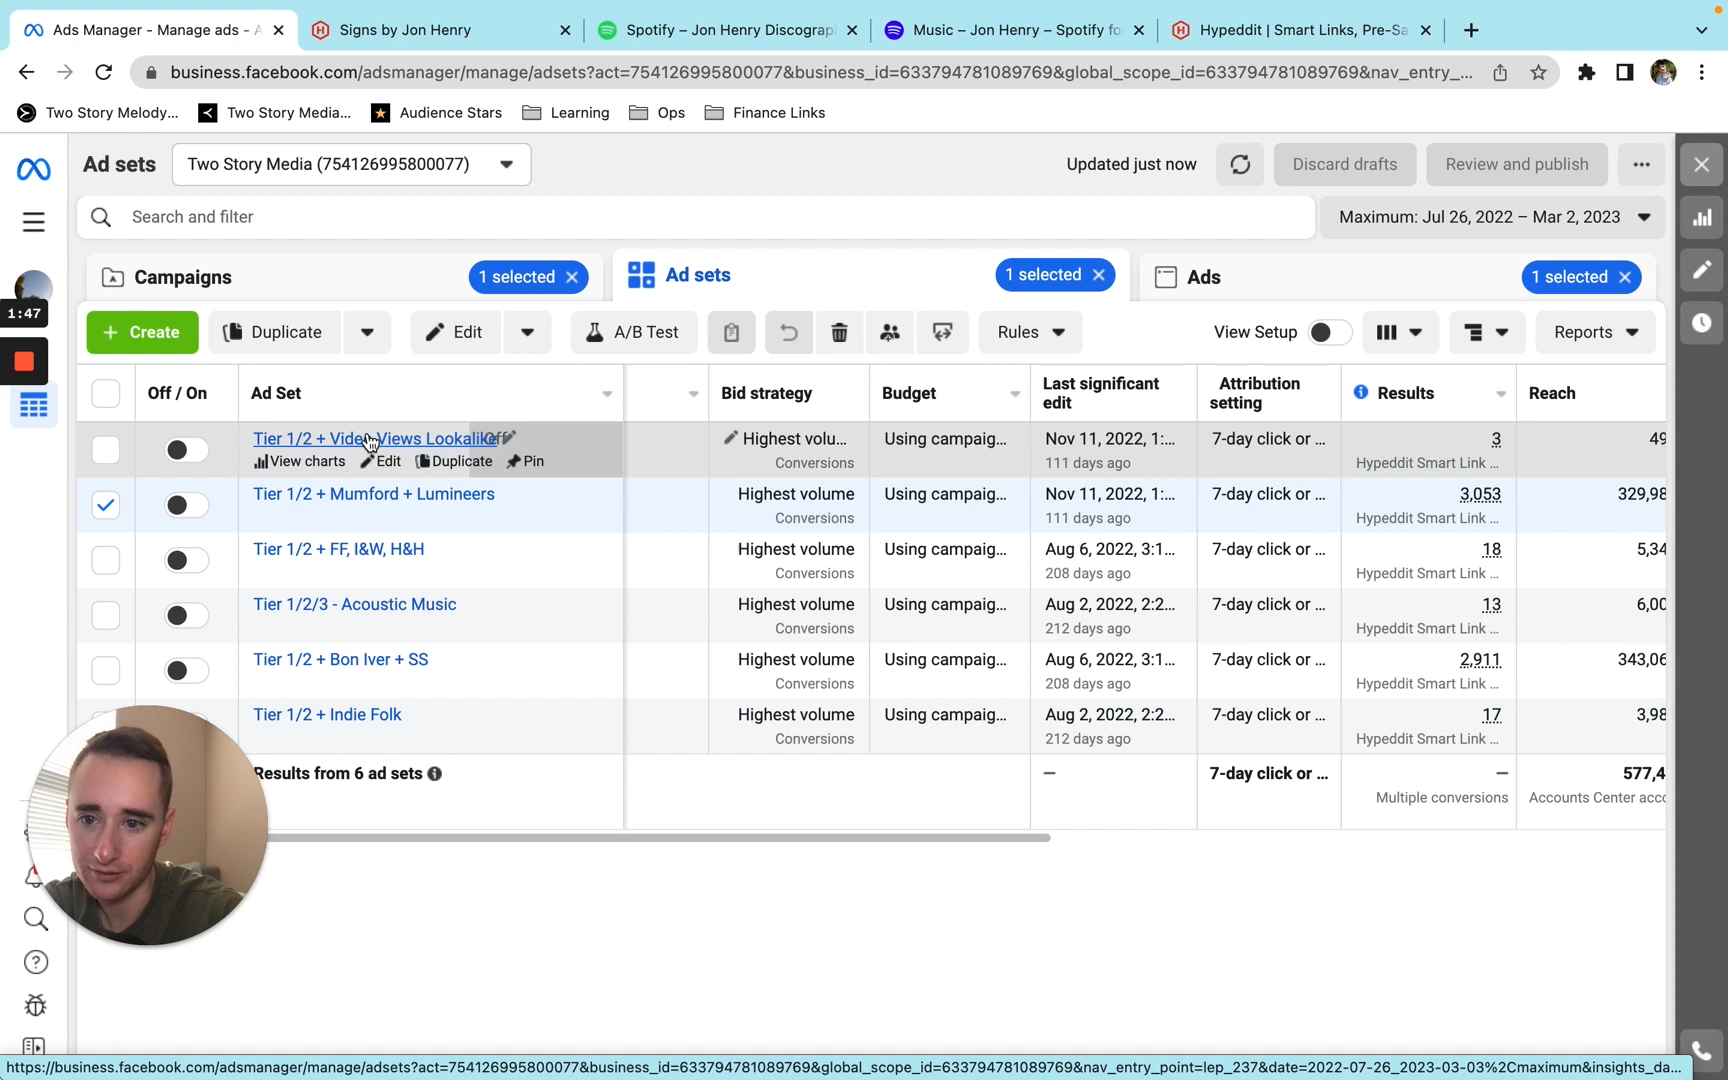 Ads Manager - Manage ads - A
Signs by Jon Henry
Spotify – Jon Henry Discograp
Music – Jon Henry – Spotify fo
Hypeddit | Smart Links, Pre-Sa
business.facebook.com/adsmanager/manage/adsets?act=754126995800077&business_id=633794781089769&global_scope_id=633794781089769&nav_entry_...
Two Story Melody...
Two Story Media...
Audience Stars
Learning
Ops
Finance Links
Ad sets
Two Story Media (754126995800077)
Updated just now
Discard drafts
Review and publish
Search and filter
Maximum: Jul 26, 2022 – Mar 2, 2023
Campaigns
1 selected
Ad sets
1 selected
Ads
1 selected
1:47
+ Create
Duplicate
Edit
A/B Test
Rules
View Setup
Reports
Off / On
Ad Set
Bid strategy
Budget
Last significant edit
Attribution setting
Results
Reach
Tier 1/2 + Video Views Lookalike
Off
View charts
Edit
Duplicate
Pin
Highest volu...
Conversions
Using campaig...
Nov 11, 2022, 1:...
111 days ago
7-day click or ...
3
Hypeddit Smart Link ...
49
Tier 1/2 + Mumford + Lumineers
Highest volume
Conversions
Using campaig...
Nov 11, 2022, 1:...
111 days ago
7-day click or ...
3,053
Hypeddit Smart Link ...
329,98
Tier 1/2 + FF, I&W, H&H
Highest volume
Conversions
Using campaig...
Aug 6, 2022, 3:1...
208 days ago
7-day click or ...
18
Hypeddit Smart Link ...
5,34
Tier 1/2/3 - Acoustic Music
Highest volume
Conversions
Using campaig...
Aug 2, 2022, 2:2...
212 days ago
7-day click or ...
13
Hypeddit Smart Link ...
6,00
Tier 1/2 + Bon Iver + SS
Highest volume
Conversions
Using campaig...
Aug 6, 2022, 3:1...
208 days ago
7-day click or ...
2,911
Hypeddit Smart Link ...
343,06
Tier 1/2 + Indie Folk
Highest volume
Conversions
Using campaig...
Aug 2, 2022, 2:2...
212 days ago
7-day click or ...
17
Hypeddit Smart Link ...
3,98
Results from 6 ad sets
—
7-day click or ...
—
Multiple conversions
577,4
Accounts Center acco
https://business.facebook.com/adsmanager/manage/adsets?act=754126995800077&business_id=633794781089769&global_scope_id=633794781089769&nav_entry_point=lep_237&date=2022-07-26_2023-03-03%2Cmaximum&insights_da...